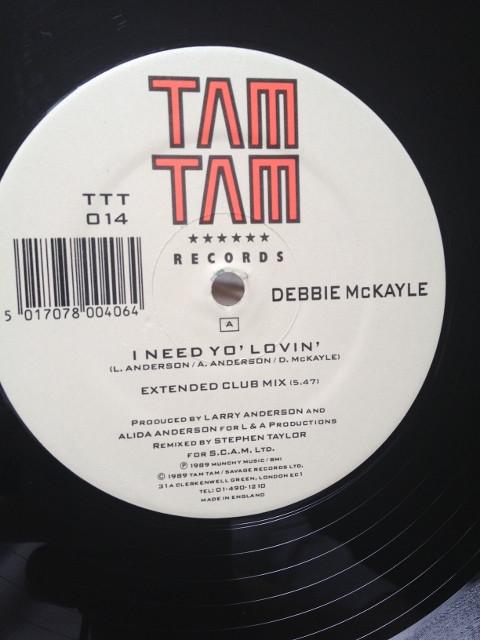 TAM
TAM
★★★★★★
RECORDS
TTT
014
5 017078 004064
DEBBIE McKAYLE
A
I NEED YO' LOVIN'
(L. ANDERSON / A. ANDERSON / D. McKAYLE)
EXTENDED CLUB MIX (5.47)
PRODUCED BY LARRY ANDERSON AND
ALIDA ANDERSON FOR L & A PRODUCTIONS
REMIXED BY STEPHEN TAYLOR
FOR S.C.A.M. LTD.
℗ 1989 MUNCHY MUSIC / BMI
© 1989 TAM TAM / SAVAGE RECORDS LTD.
31A CLERKENWELL GREEN, LONDON EC1
TEL: 01-490-1210
MADE IN ENGLAND